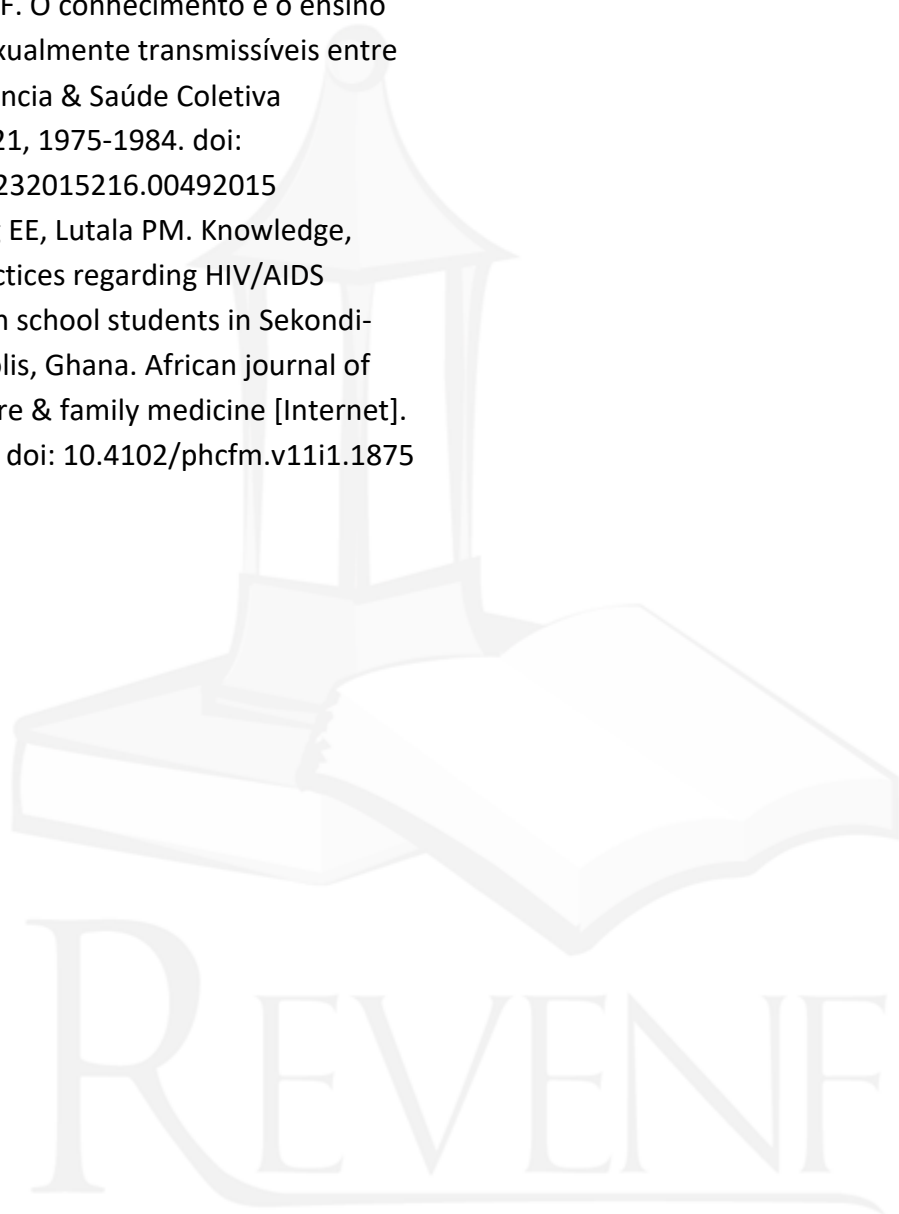 F. O conhecimento e o ensino
xualmente transmissíveis entre
ncia & Saúde Coletiva
21, 1975-1984. doi:
232015216.00492015
EE, Lutala PM. Knowledge,
ctices regarding HIV/AIDS
n school students in Sekondi-
olis, Ghana. African journal of
re & family medicine [Internet].
doi: 10.4102/phcfm.v11i1.1875
REVENF